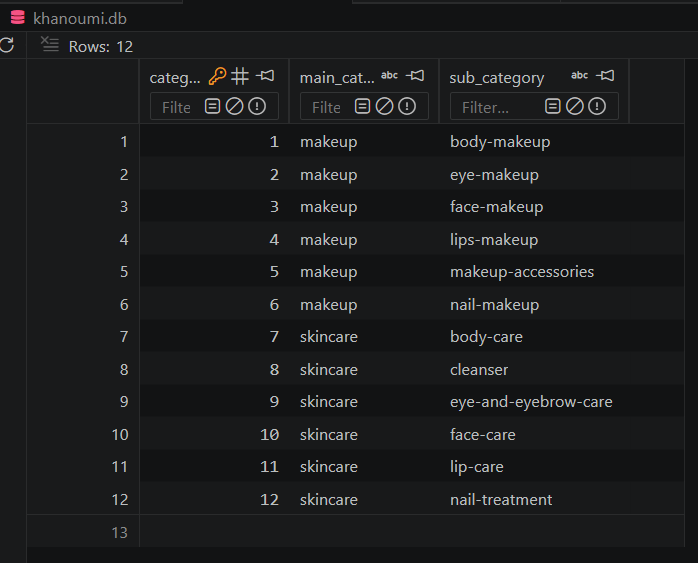 khanoumi.db
Rows: 12
categ... main_cat... abc sub_category abc
Filte Filte Filter...
1 1 makeup body-makeup
2 2 makeup eye-makeup
3 3 makeup face-makeup
4 4 makeup lips-makeup
5 5 makeup makeup-accessories
6 6 makeup nail-makeup
7 7 skincare body-care
8 8 skincare cleanser
9 9 skincare eye-and-eyebrow-care
10 10 skincare face-care
11 11 skincare lip-care
12 12 skincare nail-treatment
13